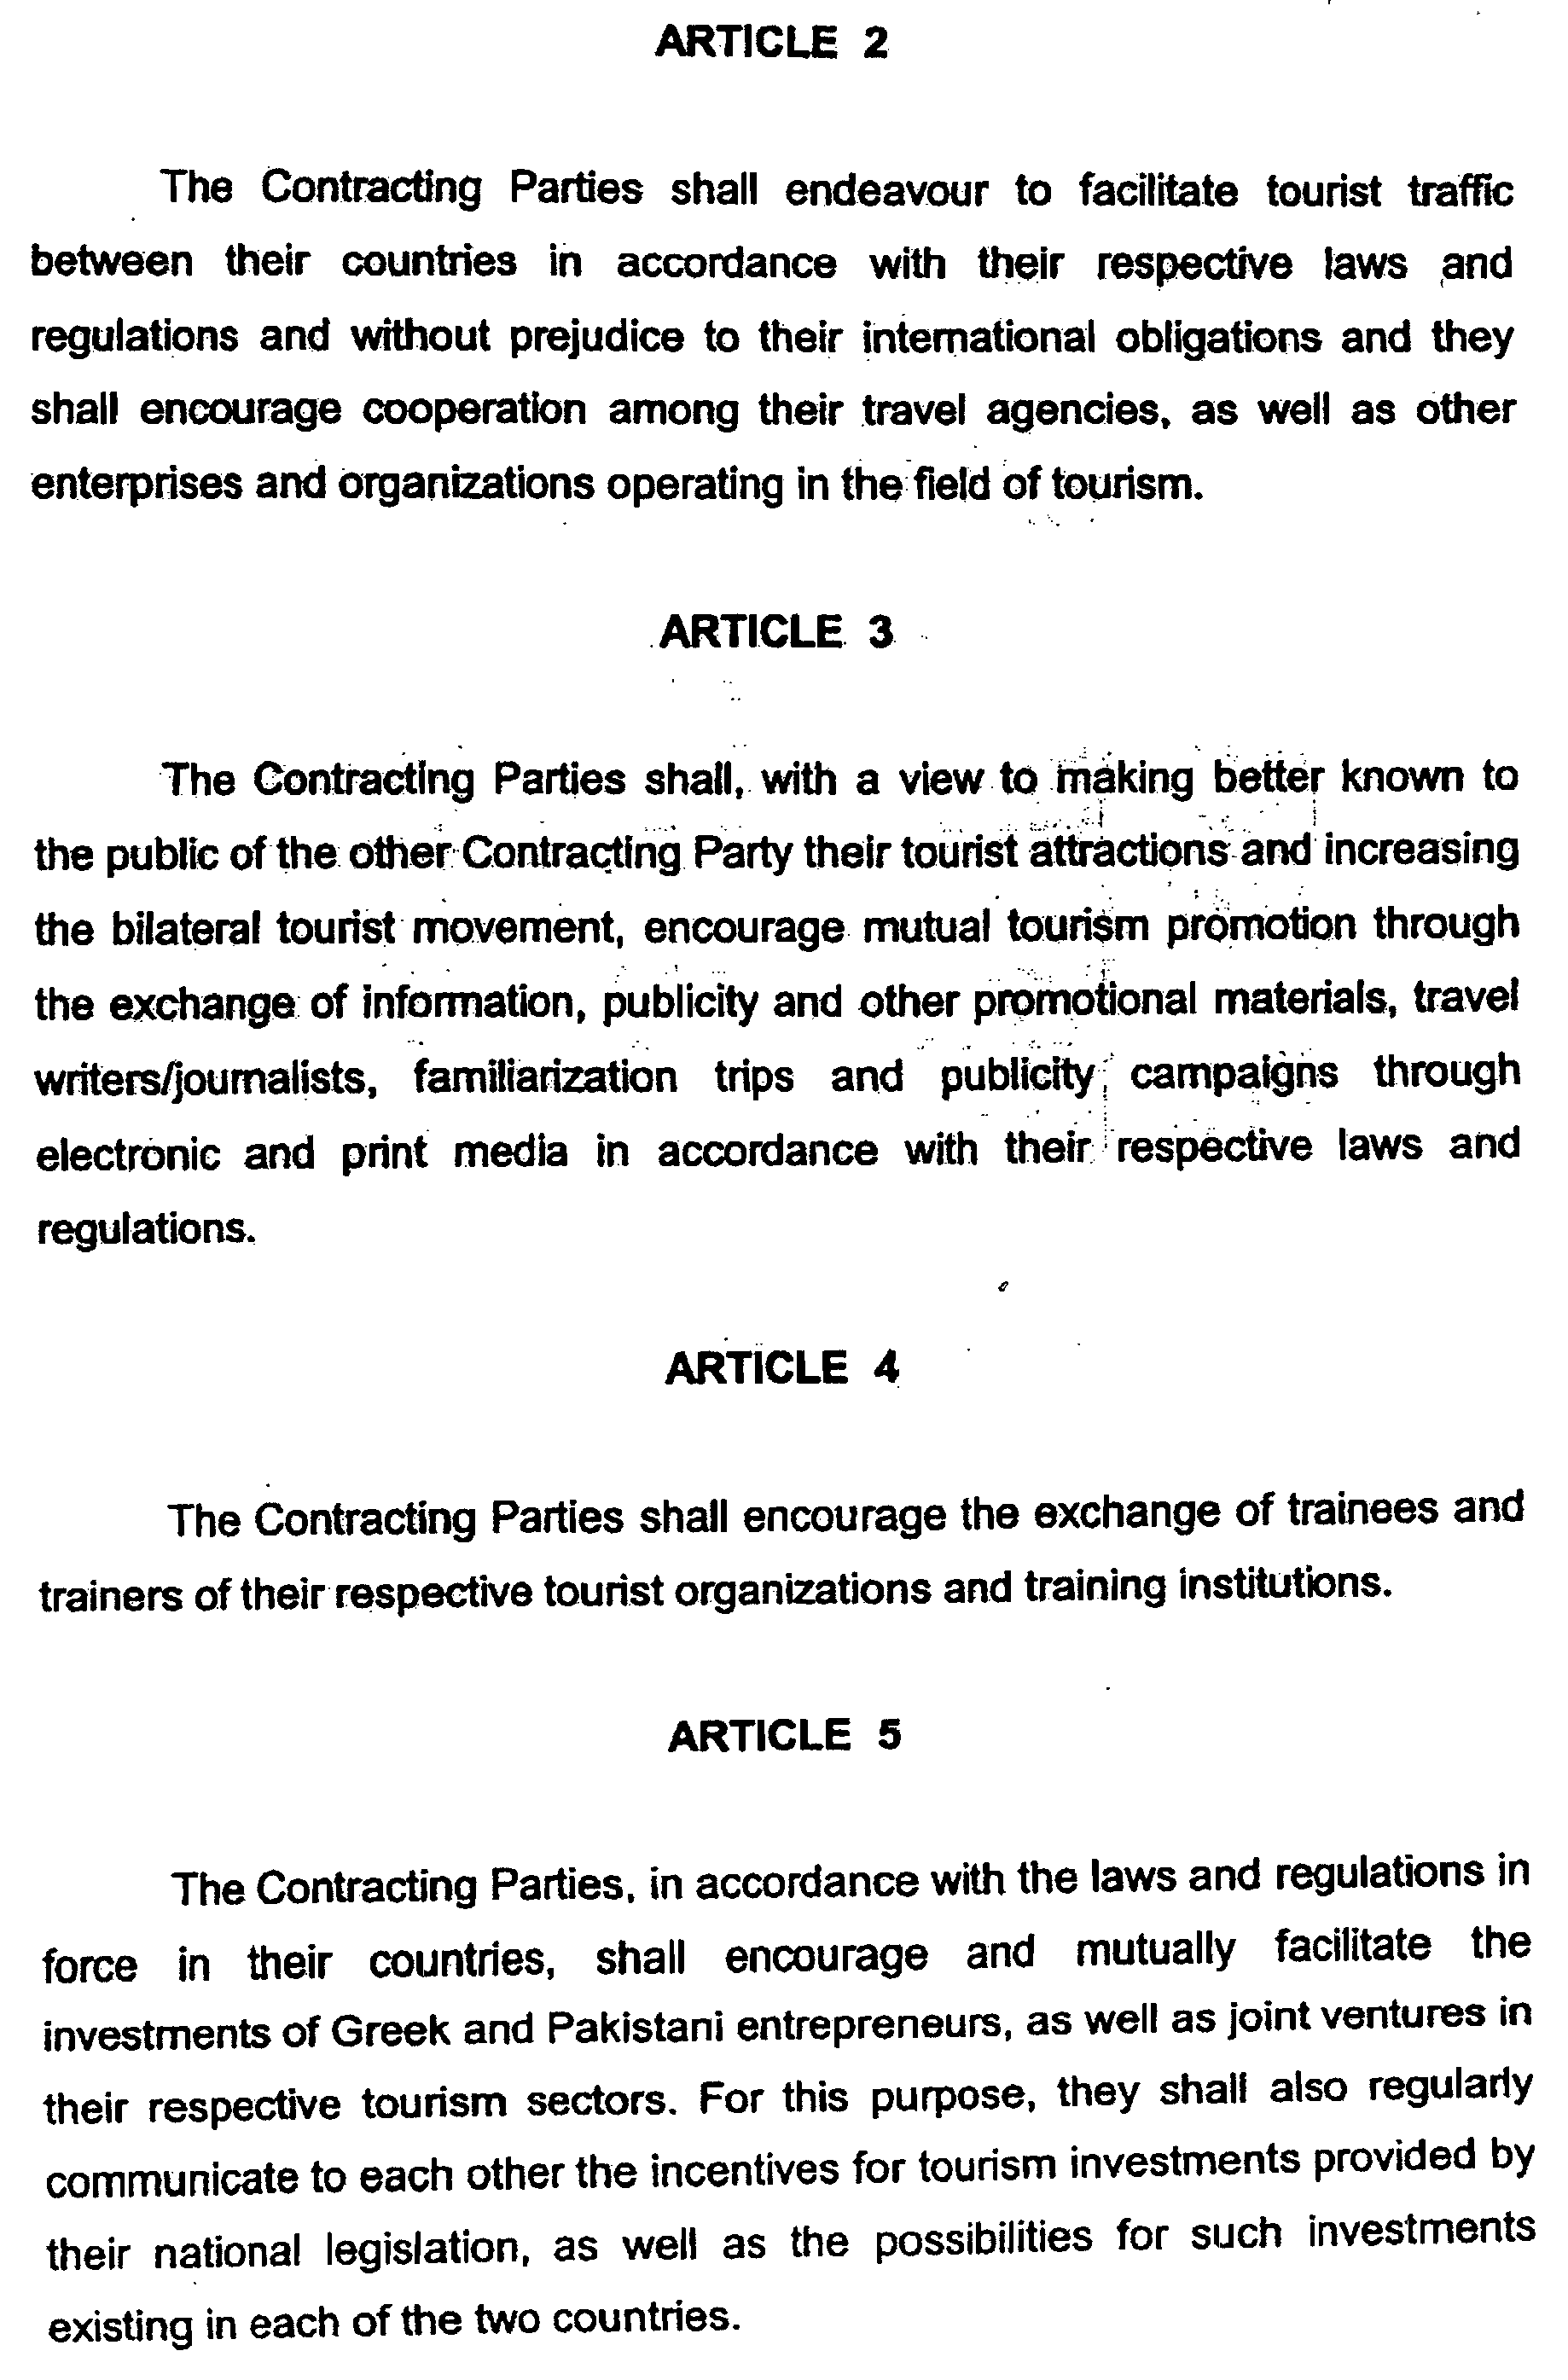 ARTICLE 2
The Contracting Parties shall endeavour to facilitate tourist traffic
between their countries in accordance with their respective laws and
regulations and without prejudice to their international obligations and they
shall encourage cooperation among their travel agencies, as well as other
enterprises and organizations operating in the field of tourism.
ARTICLE 3
The Contracting Parties shall, with a view to making better known to
the public of the other Contracting Party their tourist attractions and increasing
the bilateral tourist movement, encourage mutual tourism promotion through
the exchange of information, publicity and other promotional materials, travel
writers/journalists, familiarization trips and publicity campaigns through
electronic and print media in accordance with their respective laws and
regulations.
ARTICLE 4
The Contracting Parties shall encourage the exchange of trainees and
trainers of their respective tourist organizations and training institutions.
ARTICLE 5
The Contracting Parties, in accordance with the laws and regulations in
force in their countries, shall encourage and mutually facilitate the
investments of Greek and Pakistani entrepreneurs, as well as joint ventures in
their respective tourism sectors. For this purpose, they shall also regularly
communicate to each other the incentives for tourism investments provided by
their national legislation, as well as the possibilities for such investments
existing in each of the two countries.